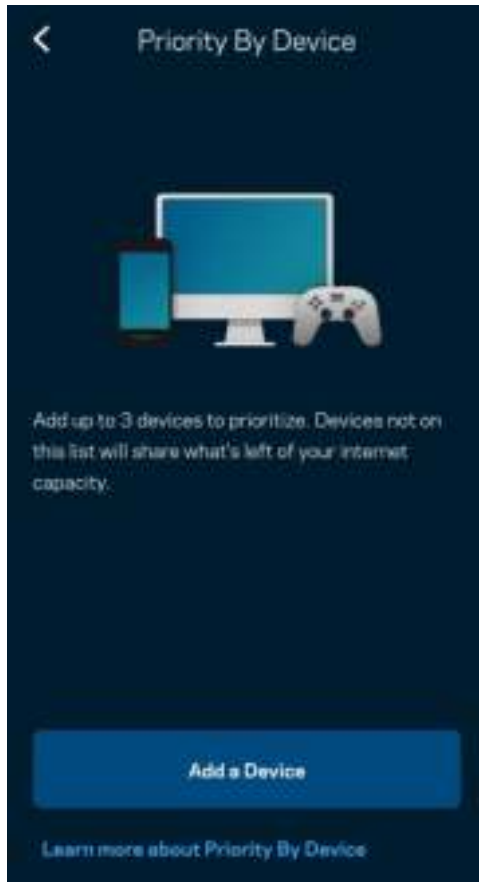 Priority By Device
Add up to 3 devices to prioritize. Devices not on
this list will share what's left of your internet
capacity.
Add a Device
Learn more about Priority By Device